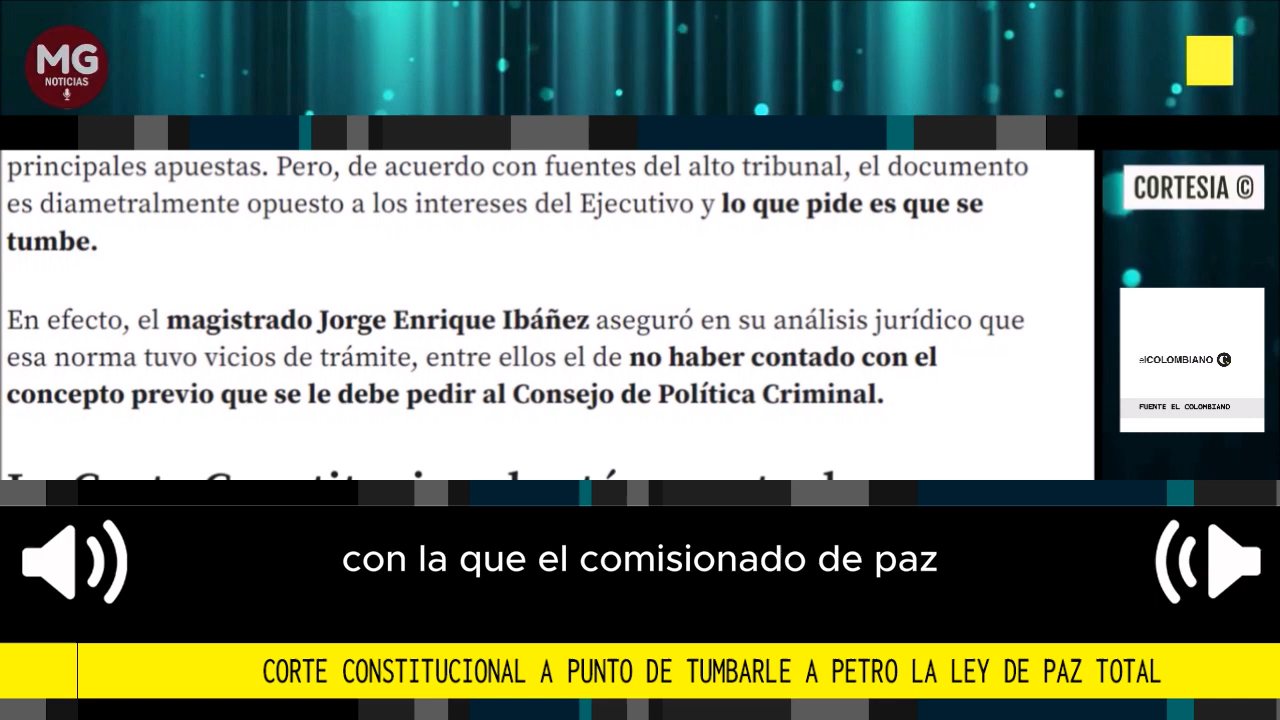 MG
NOTICIAS
principales apuestas. Pero, de acuerdo con fuentes del alto tribunal, el documento
es diametralmente opuesto a los intereses del Ejecutivo y lo que pide es que se
tumbe.
En efecto, el magistrado Jorge Enrique Ibáñez aseguró en su análisis jurídico que
esa norma tuvo vicios de trámite, entre ellos el de no haber contado con el
concepto previo que se le debe pedir al Consejo de Política Criminal.
CORTESIA ©
elCOLOMBIANO
FUENTE EL COLOMBIANO
con la que el comisionado de paz
CORTE CONSTITUCIONAL A PUNTO DE TUMBARLE A PETRO LA LEY DE PAZ TOTAL